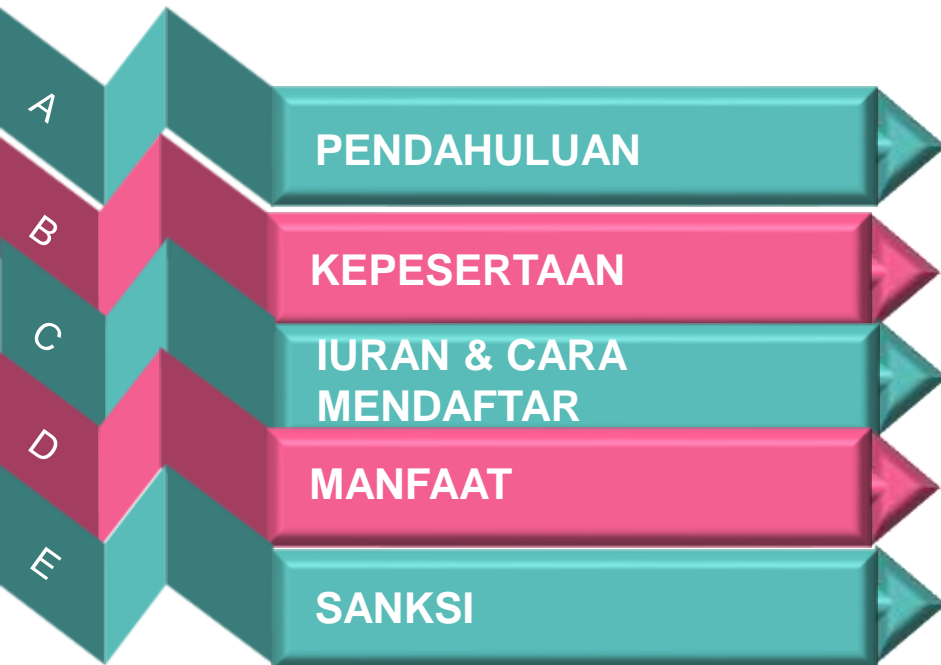 A
PENDAHULUAN
B
KEPESERTAAN
C
IURAN & CARA
MENDAFTAR
D
MANFAAT
E
SANKSI